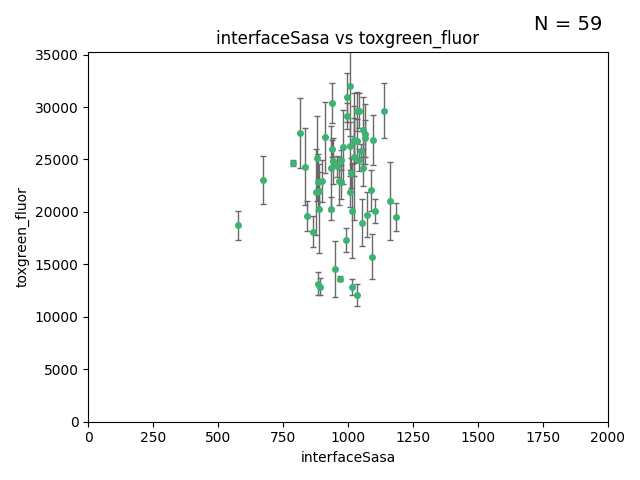 N = 59
interfaceSasa vs toxgreen_fluor
35000
30000
25000
20000
15000
10000
5000
0
toxgreen_fluor
0 250 500 750 1000 1250 1500 1750 2000
interfaceSasa